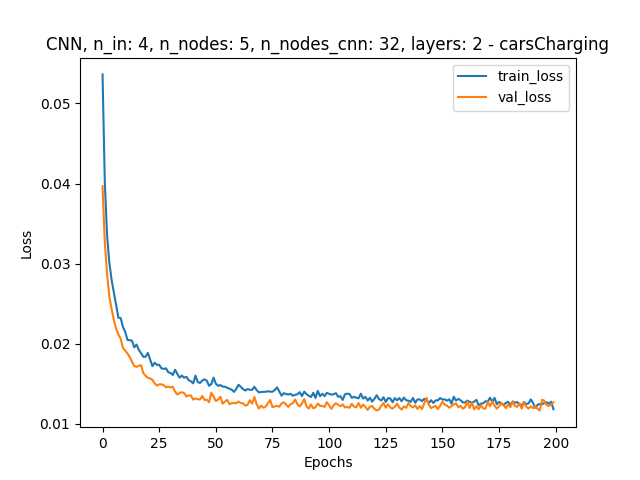 CNN, n_in: 4, n_nodes: 5, n_nodes_cnn: 32, layers: 2 - carsCharging
train_loss
val_loss
0.05
0.04
0.03
0.02
0.01
Loss
0 25 50 75 100 125 150 175 200
Epochs